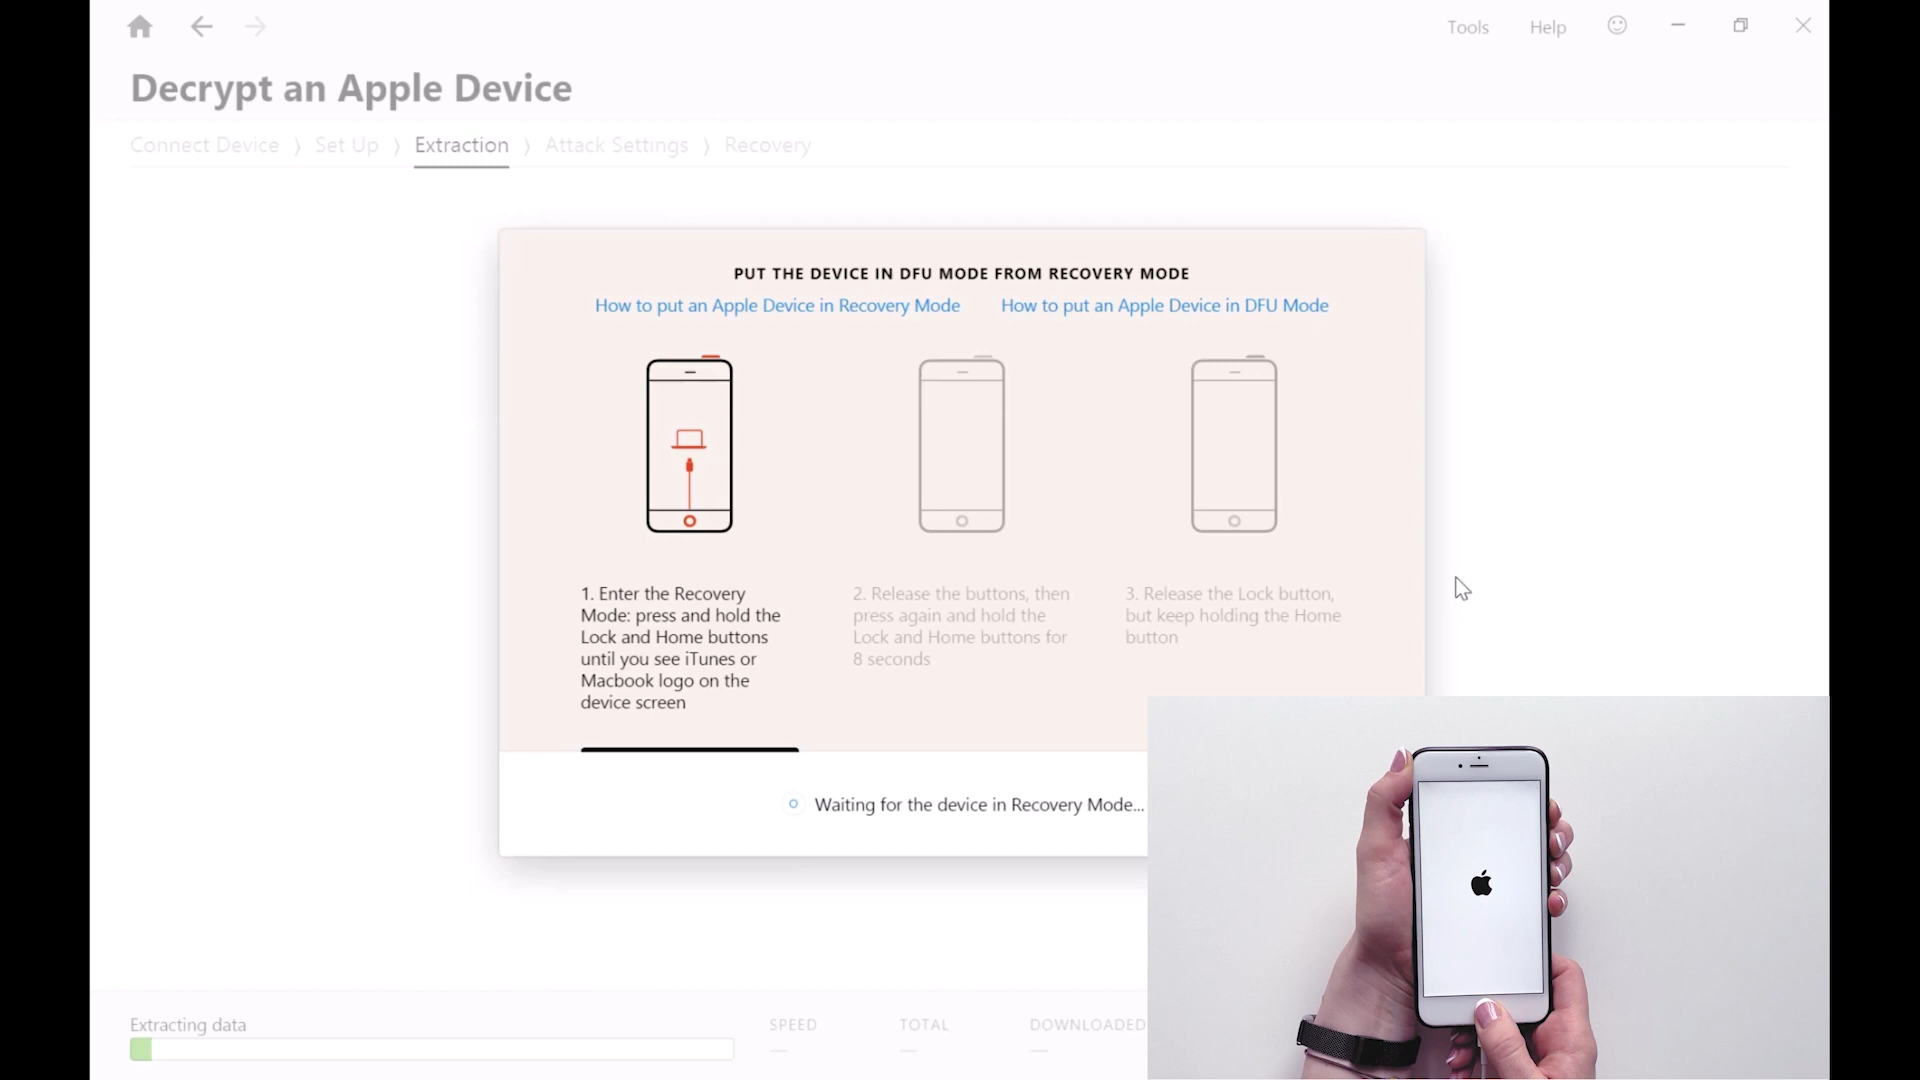 Tools Help
Decrypt an Apple Device
Connect Device ⟩ Set Up ⟩ Extraction ⟩ Attack Settings ⟩ Recovery
PUT THE DEVICE IN DFU MODE FROM RECOVERY MODE
How to put an Apple Device in Recovery Mode How to put an Apple Device in DFU Mode
1. Enter the Recovery
Mode: press and hold the
Lock and Home buttons
until you see iTunes or
Macbook logo on the
device screen
2. Release the buttons, then
press again and hold the
Lock and Home buttons for
8 seconds
3. Release the Lock button,
but keep holding the Home
button
Waiting for the device in Recovery Mode...
Extracting data
SPEED TOTAL DOWNLOADED
— — —